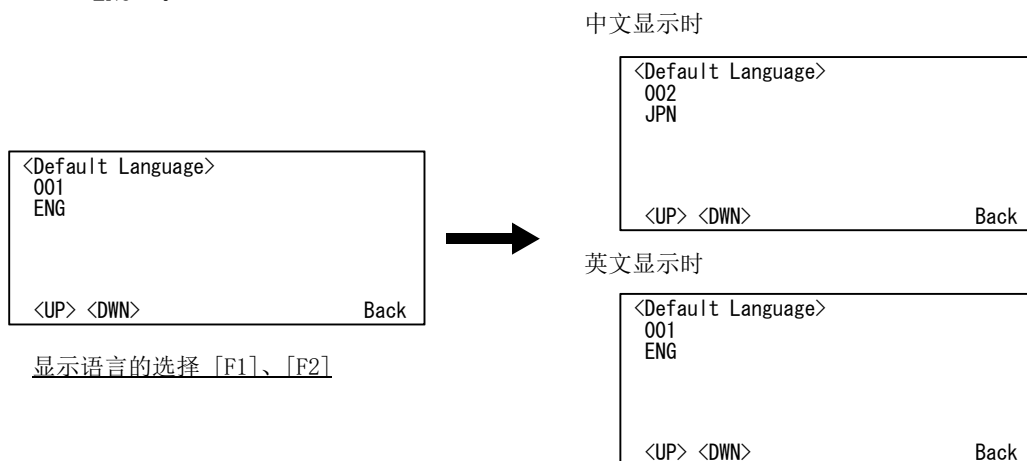 中文显示时
<Default Language>
002
JPN
<UP> <DWN> Back
<Default Language>
001
ENG
<UP> <DWN> Back
显示语言的选择 [F1]、[F2]
英文显示时
<Default Language>
001
ENG
<UP> <DWN> Back